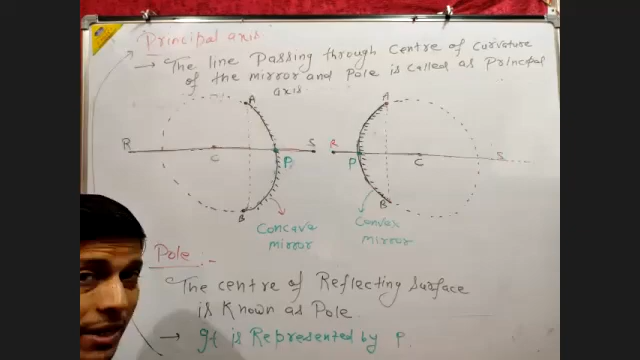 Principal axis
→ The line Passing through Centre of Curvature
of the mirror and Pole is called as Principal
axis
A A
R S R S
C P P C
B B
Concave
mirror
Convax
mirror
Pole :-
The centre of Reflecting Surface
is Known as Pole.
→ It is Represented by P.